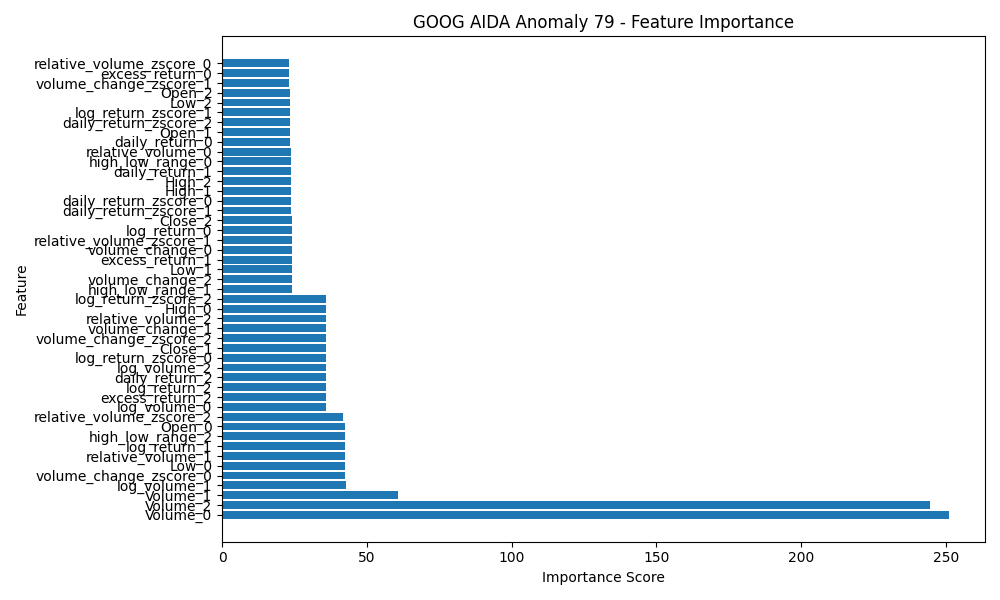 GOOG AIDA Anomaly 79 - Feature Importance
relative_volume_zscore_0
excess_return_0
volume_change_zscore_1
Open_2
Low_2
log_return_zscore_1
daily_return_zscore_2
Open_1
daily_return_0
relative_volume_0
high_low_range_0
daily_return_1
High_2
High_1
daily_return_zscore_0
daily_return_zscore_1
Close_2
log_return_0
relative_volume_zscore_1
volume_change_0
excess_return_1
Low_1
volume_change_2
high_low_range_1
log_return_zscore_2
High_0
relative_volume_2
volume_change_1
volume_change_zscore_2
Close_1
log_return_zscore_0
log_volume_2
daily_return_2
log_return_2
excess_return_2
log_volume_0
relative_volume_zscore_2
Open_0
high_low_range_2
log_return_1
relative_volume_1
Low_0
volume_change_zscore_0
log_volume_1
Volume_1
Volume_2
Volume_0
Feature
0 50 100 150 200 250
Importance Score